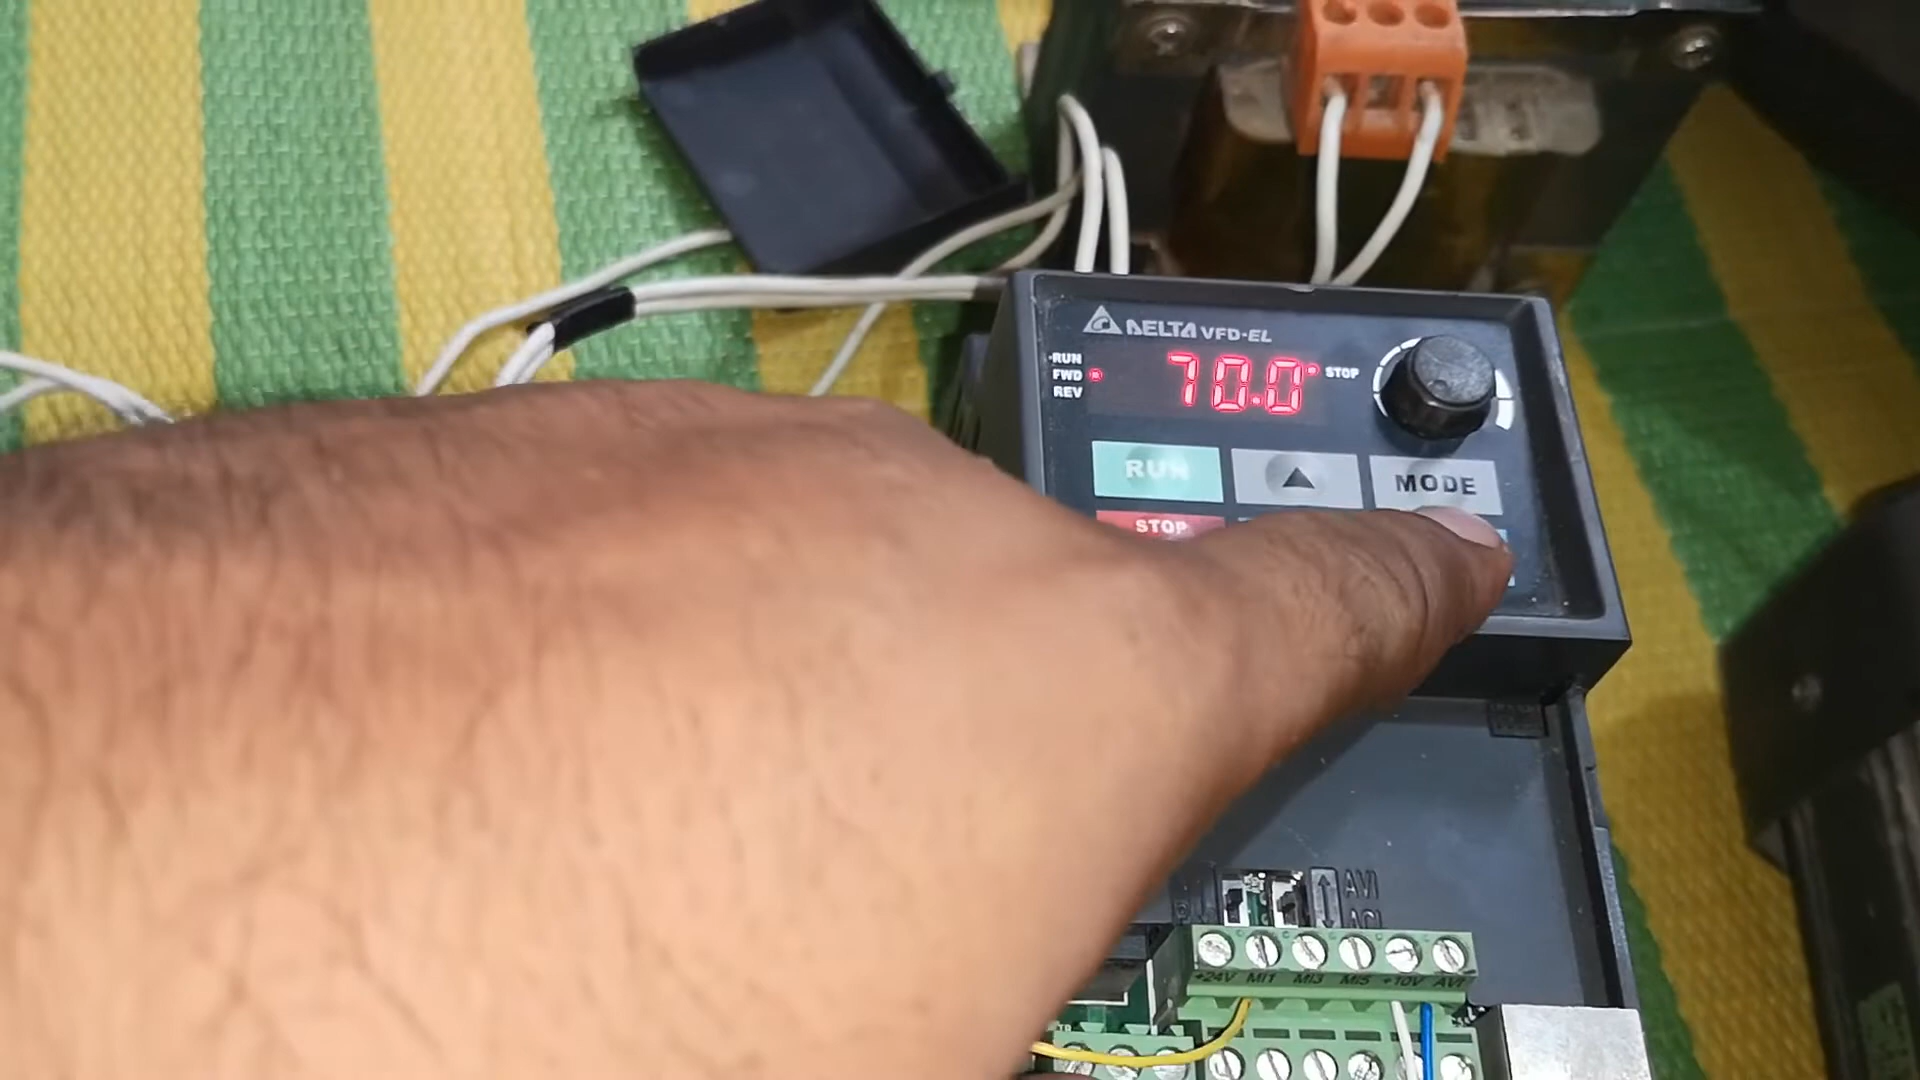 DELTA VFD-EL
RUN
FWD
REV
70.0
STOP
RUN
▲
MODE
STOP
AVI
ACI
+24V MI1 MI3 MI5 +10V AVI